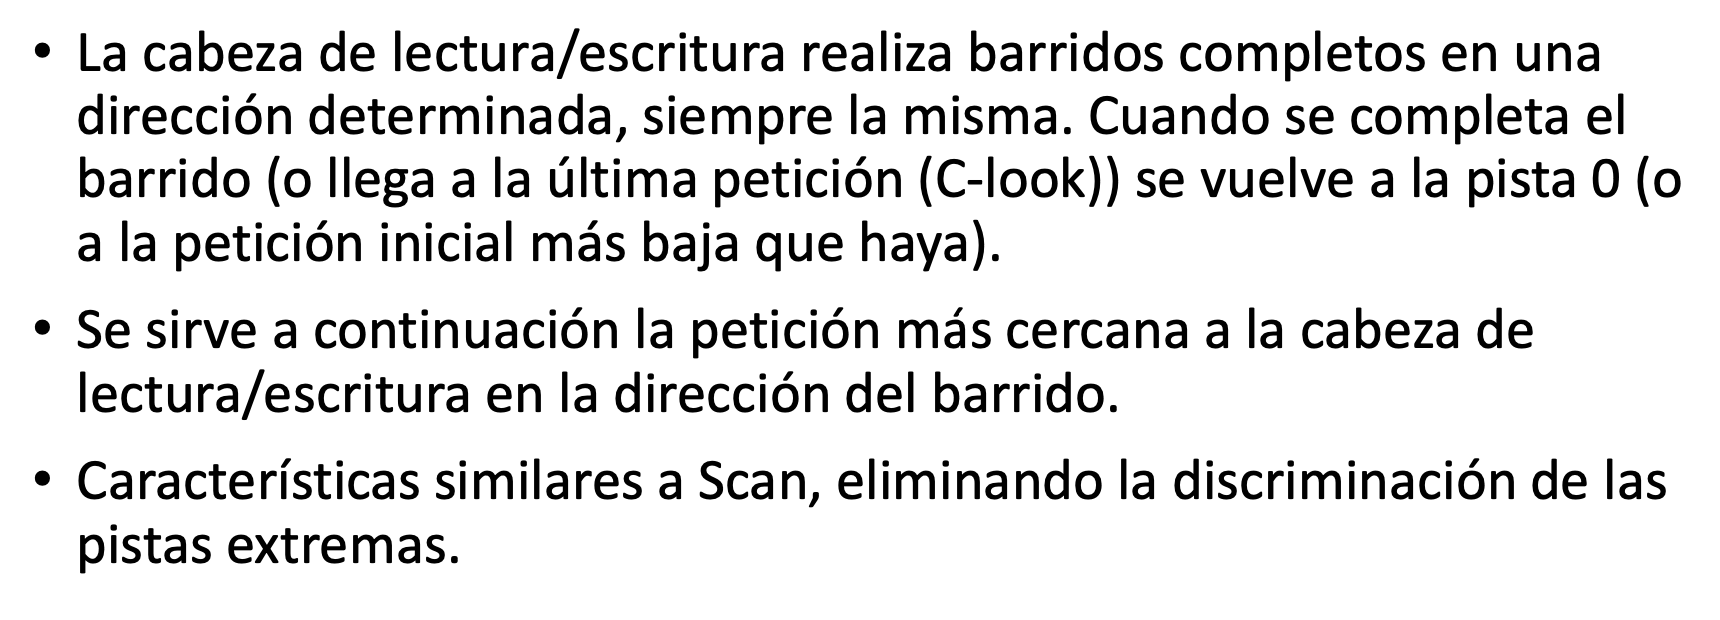 • La cabeza de lectura/escritura realiza barridos completos en una
dirección determinada, siempre la misma. Cuando se completa el
barrido (o llega a la última petición (C-look)) se vuelve a la pista 0 (o
a la petición inicial más baja que haya).
• Se sirve a continuación la petición más cercana a la cabeza de
lectura/escritura en la dirección del barrido.
• Características similares a Scan, eliminando la discriminación de las
pistas extremas.